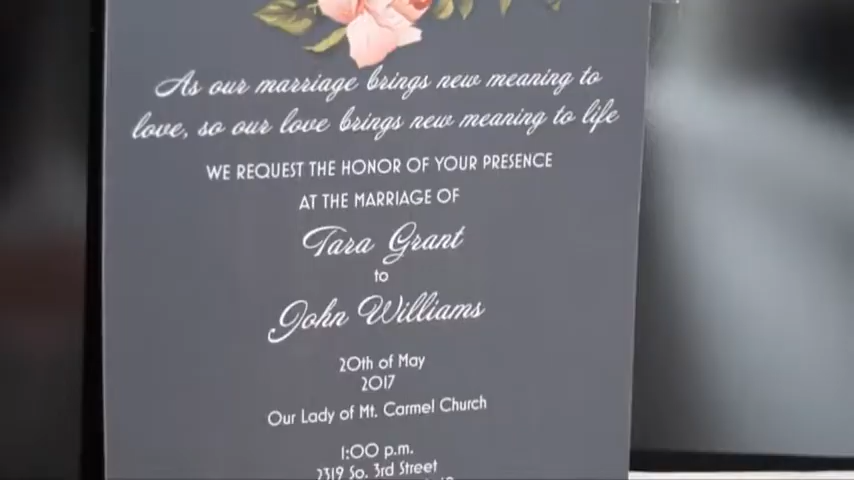 As our marriage brings new meaning to
love, so our love brings new meaning to life
WE REQUEST THE HONOR OF YOUR PRESENCE
AT THE MARRIAGE OF
Tara Grant
to
John Williams
20th of May
2017
Our Lady of Mt. Carmel Church
1:00 p.m.
2319 So. 3rd Street